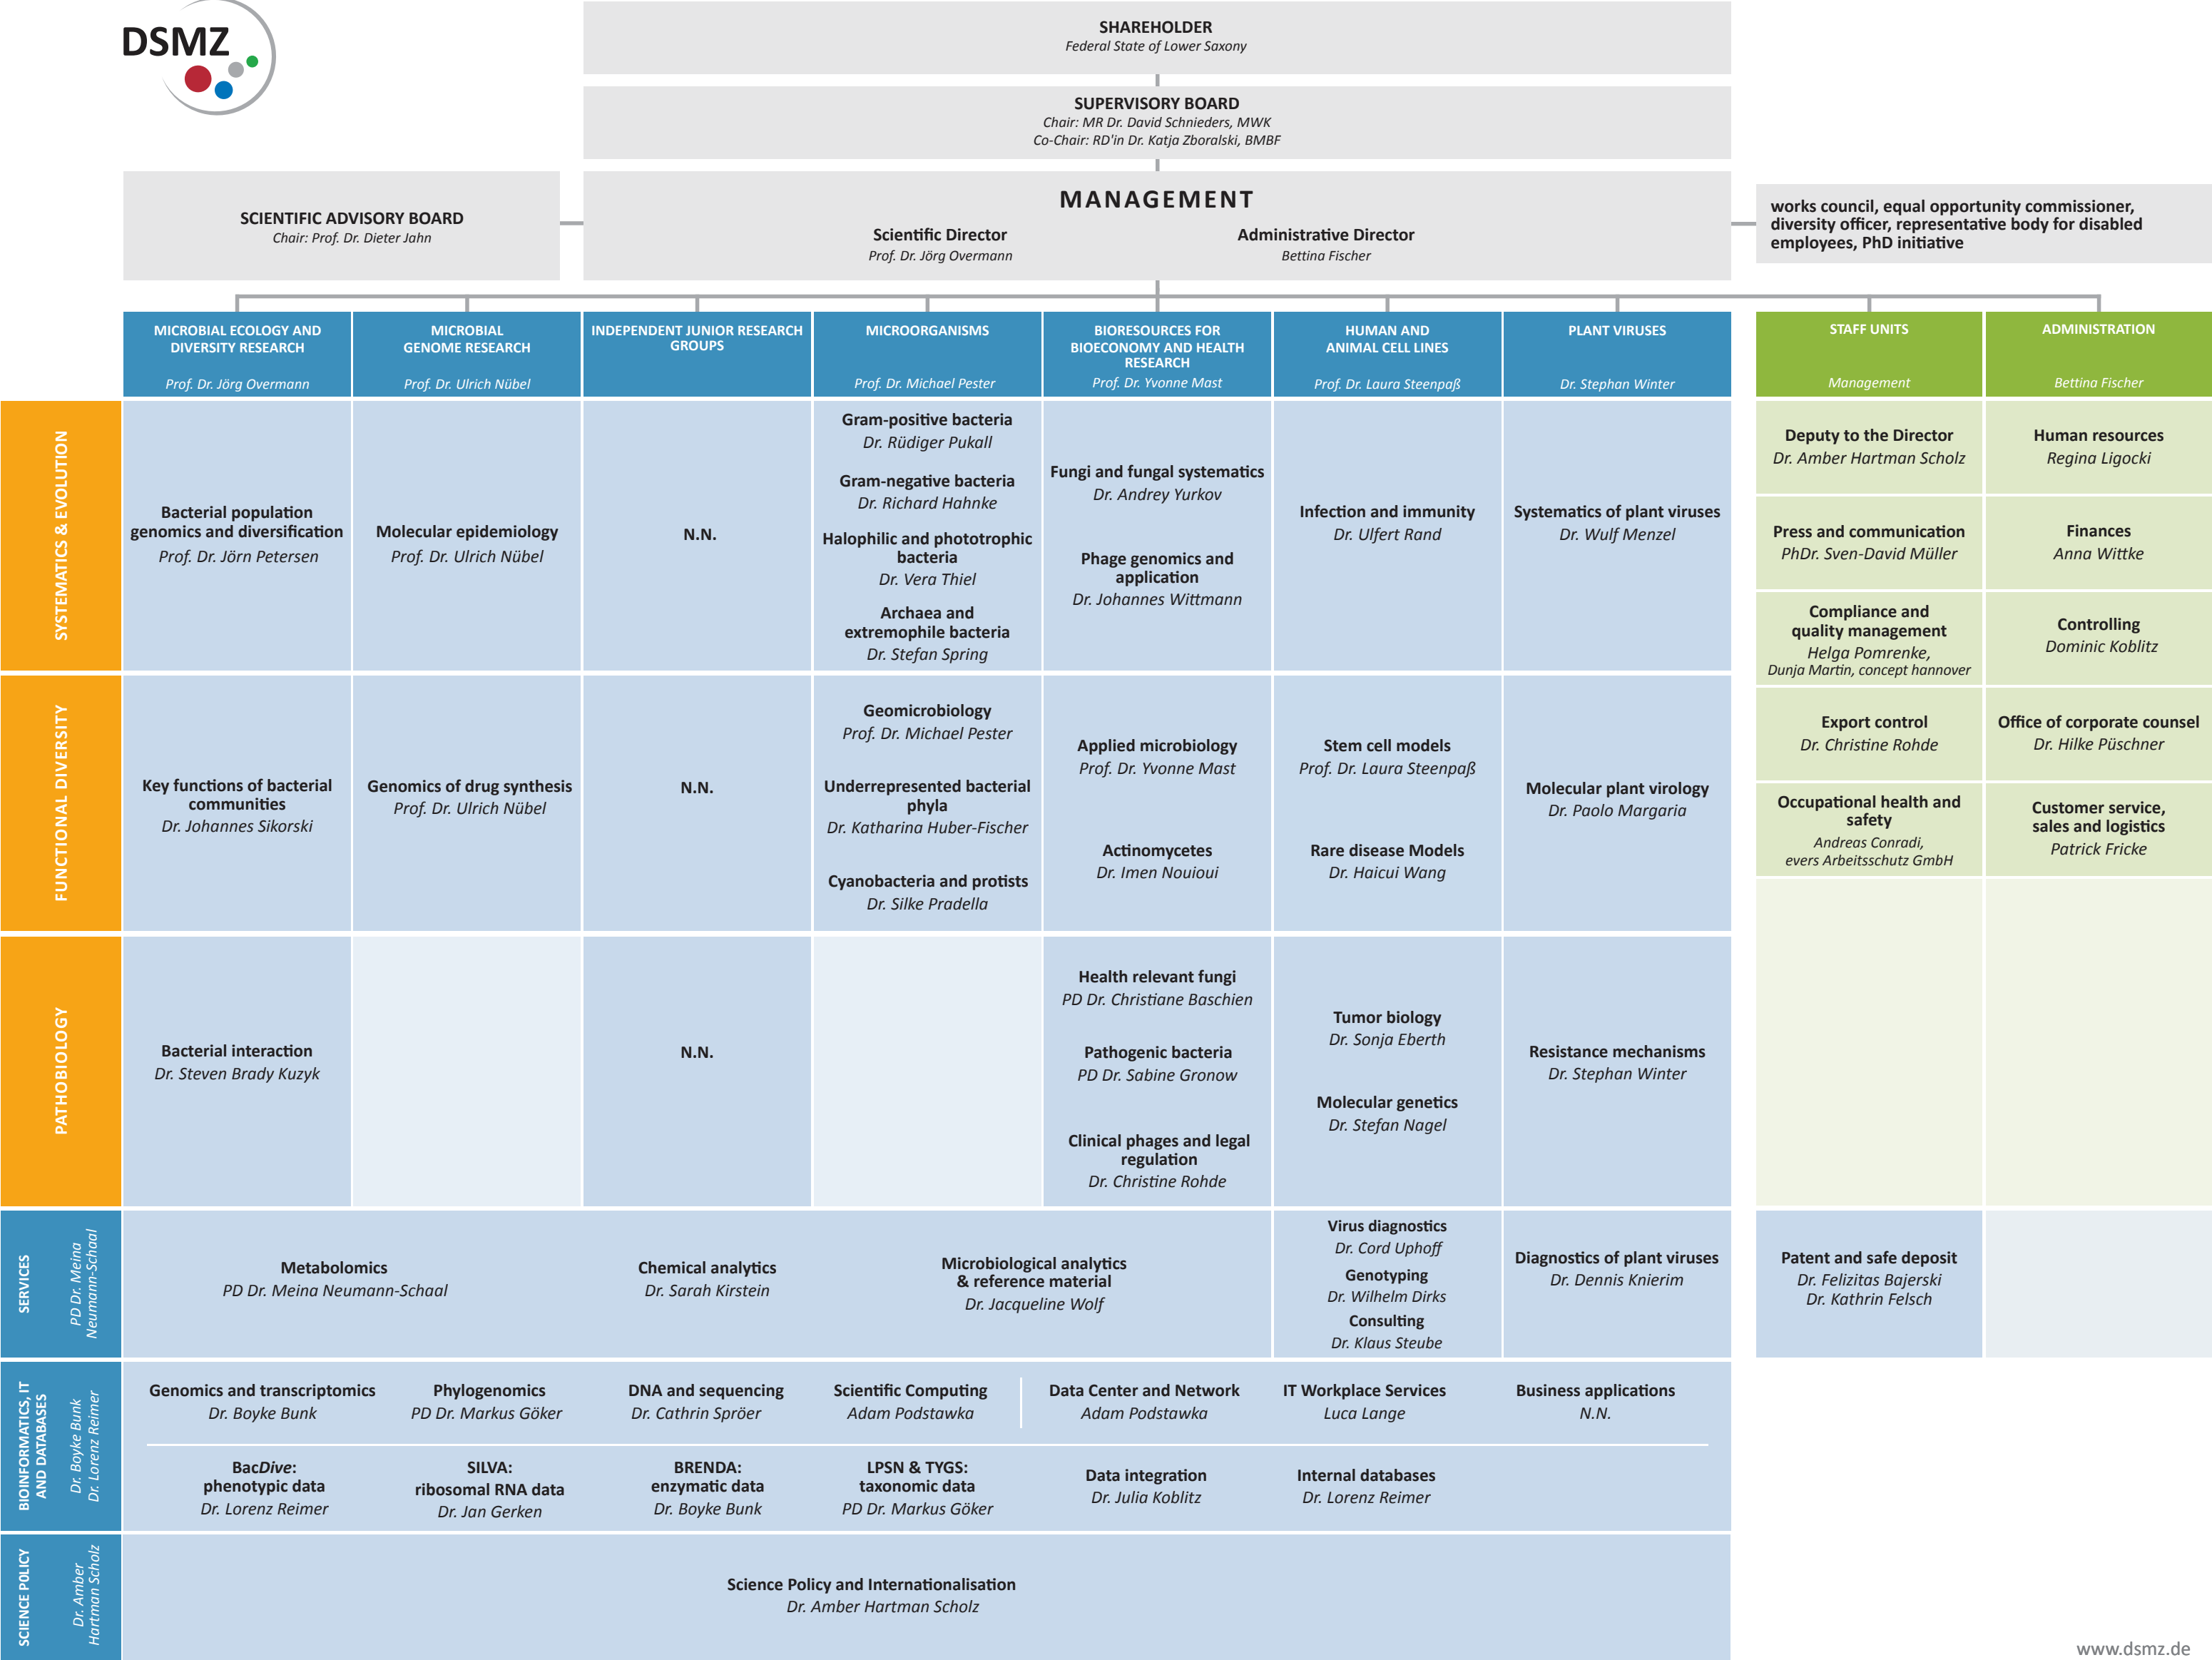 DSMZ
SHAREHOLDER
Federal State of Lower Saxony
SUPERVISORY BOARD
Chair: MR Dr. David Schnieders, MWK
Co-Chair: RD'in Dr. Katja Zboralski, BMBF
SCIENTIFIC ADVISORY BOARD
Chair: Prof. Dr. Dieter Jahn
MANAGEMENT
Scientific Director
Prof. Dr. Jörg Overmann
Administrative Director
Bettina Fischer
works council, equal opportunity commissioner,
diversity officer, representative body for disabled
employees, PhD initiative
MICROBIAL ECOLOGY AND
DIVERSITY RESEARCH
Prof. Dr. Jörg Overmann
MICROBIAL
GENOME RESEARCH
Prof. Dr. Ulrich Nübel
INDEPENDENT JUNIOR RESEARCH
GROUPS
MICROORGANISMS
Prof. Dr. Michael Pester
BIORESOURCES FOR
BIOECONOMY AND HEALTH
RESEARCH
Prof. Dr. Yvonne Mast
HUMAN AND
ANIMAL CELL LINES
Prof. Dr. Laura Steenpaß
PLANT VIRUSES
Dr. Stephan Winter
STAFF UNITS
Management
ADMINISTRATION
Bettina Fischer
SYSTEMATICS & EVOLUTION
Bacterial population
genomics and diversification
Prof. Dr. Jörn Petersen
Molecular epidemiology
Prof. Dr. Ulrich Nübel
N.N.
Gram-positive bacteria
Dr. Rüdiger Pukall
Gram-negative bacteria
Dr. Richard Hahnke
Halophilic and phototrophic
bacteria
Dr. Vera Thiel
Archaea and
extremophile bacteria
Dr. Stefan Spring
Fungi and fungal systematics
Dr. Andrey Yurkov
Phage genomics and
application
Dr. Johannes Wittmann
Infection and immunity
Dr. Ulfert Rand
Systematics of plant viruses
Dr. Wulf Menzel
Deputy to the Director
Dr. Amber Hartman Scholz
Human resources
Regina Ligocki
Press and communication
PhDr. Sven-David Müller
Finances
Anna Wittke
Compliance and
quality management
Helga Pomrenke,
Dunja Martin, concept hannover
Controlling
Dominic Koblitz
FUNCTIONAL DIVERSITY
Key functions of bacterial
communities
Dr. Johannes Sikorski
Genomics of drug synthesis
Prof. Dr. Ulrich Nübel
N.N.
Geomicrobiology
Prof. Dr. Michael Pester
Underrepresented bacterial
phyla
Dr. Katharina Huber-Fischer
Cyanobacteria and protists
Dr. Silke Pradella
Applied microbiology
Prof. Dr. Yvonne Mast
Actinomycetes
Dr. Imen Nouioui
Stem cell models
Prof. Dr. Laura Steenpaß
Rare disease Models
Dr. Haicui Wang
Molecular plant virology
Dr. Paolo Margaria
Export control
Dr. Christine Rohde
Office of corporate counsel
Dr. Hilke Püschner
Occupational health and
safety
Andreas Conradi,
evers Arbeitsschutz GmbH
Customer service,
sales and logistics
Patrick Fricke
PATHOBIOLOGY
Bacterial interaction
Dr. Steven Brady Kuzyk
N.N.
Health relevant fungi
PD Dr. Christiane Baschien
Pathogenic bacteria
PD Dr. Sabine Gronow
Clinical phages and legal
regulation
Dr. Christine Rohde
Tumor biology
Dr. Sonja Eberth
Molecular genetics
Dr. Stefan Nagel
Resistance mechanisms
Dr. Stephan Winter
SERVICES
PD Dr. Meina
Neumann-Schaal
Metabolomics
PD Dr. Meina Neumann-Schaal
Chemical analytics
Dr. Sarah Kirstein
Microbiological analytics
& reference material
Dr. Jacqueline Wolf
Virus diagnostics
Dr. Cord Uphoff
Genotyping
Dr. Wilhelm Dirks
Consulting
Dr. Klaus Steube
Diagnostics of plant viruses
Dr. Dennis Knierim
Patent and safe deposit
Dr. Felizitas Bajerski
Dr. Kathrin Felsch
BIOINFORMATICS, IT
AND DATABASES
Dr. Boyke Bunk
Dr. Lorenz Reimer
Genomics and transcriptomics
Dr. Boyke Bunk
Phylogenomics
PD Dr. Markus Göker
DNA and sequencing
Dr. Cathrin Spröer
Scientific Computing
Adam Podstawka
Data Center and Network
Adam Podstawka
IT Workplace Services
Luca Lange
Business applications
N.N.
BacDive:
phenotypic data
Dr. Lorenz Reimer
SILVA:
ribosomal RNA data
Dr. Jan Gerken
BRENDA:
enzymatic data
Dr. Boyke Bunk
LPSN & TYGS:
taxonomic data
PD Dr. Markus Göker
Data integration
Dr. Julia Koblitz
Internal databases
Dr. Lorenz Reimer
SCIENCE POLICY
Dr. Amber
Hartman Scholz
Science Policy and Internationalisation
Dr. Amber Hartman Scholz
www.dsmz.de